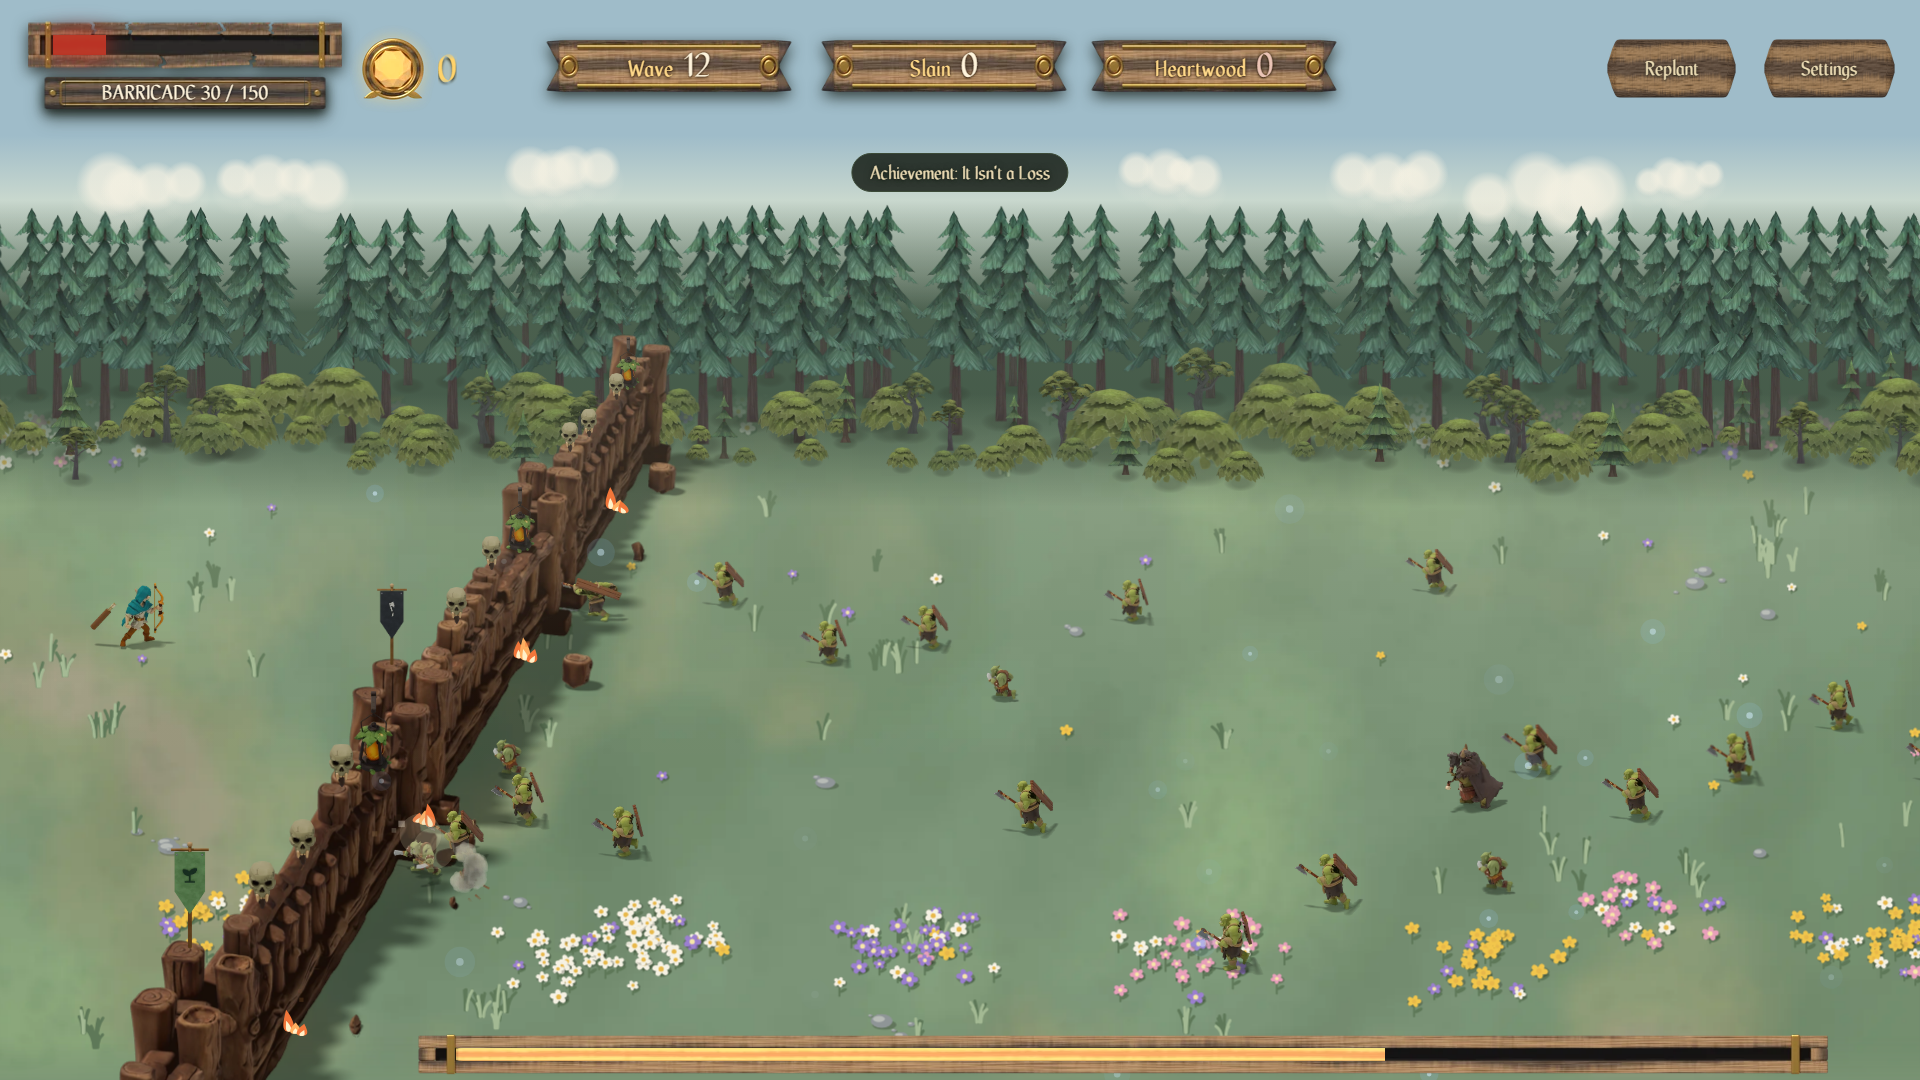 BARRICADE 30 / 150
0
Wave 12
Slain 0
Heartwood 0
Replant
Settings
Achievement: It Isn't a Loss